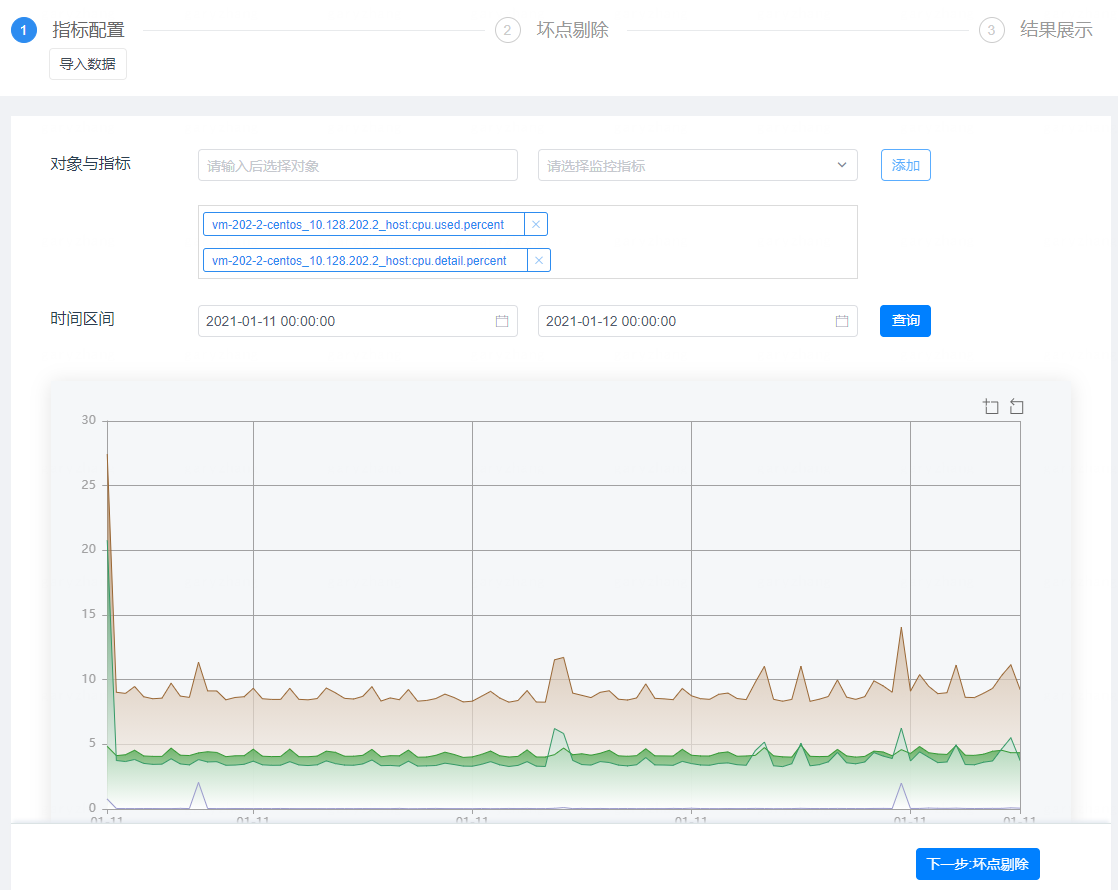 1 指标配置 2 坏点剔除 3 结果展示
导入数据
对象与指标 请输入后选择对象 请选择监控指标 添加
vm-202-2-centos_10.128.202.2_host:cpu.used.percent
vm-202-2-centos_10.128.202.2_host:cpu.detail.percent
时间区间 2021-01-11 00:00:00 2021-01-12 00:00:00 查询
30
25
20
15
10
5
0
01-11 01-11 01-11 01-11 01-11 01-11
下一步:坏点剔除